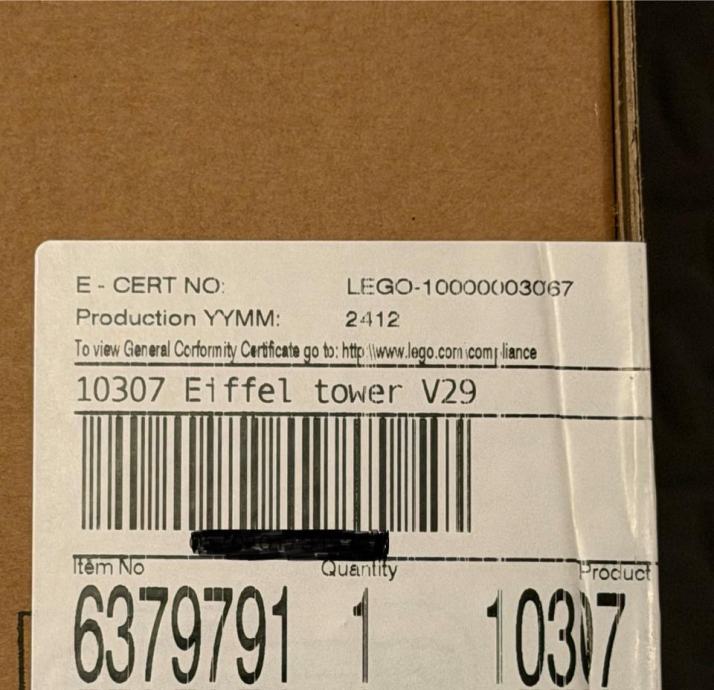 E - CERT NO: LEGO-10000003067
Production YYMM: 2412
To view General Conformity Certificate go to: http:\\www.lego.com\compliance
10307 Eiffel tower V29
Item No Quantity Product
6379791 1 10307